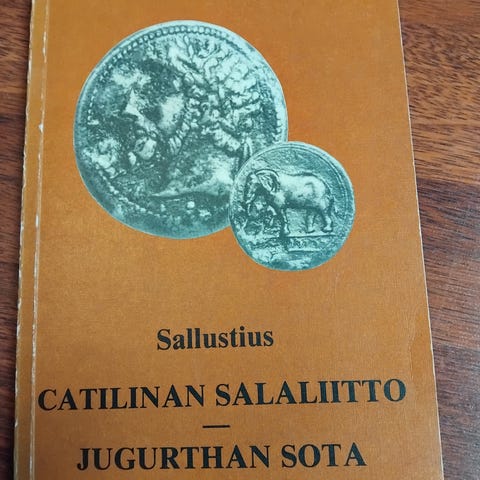 Sallustius
CATILINAN SALALIITTO
—
JUGURTHAN SOTA